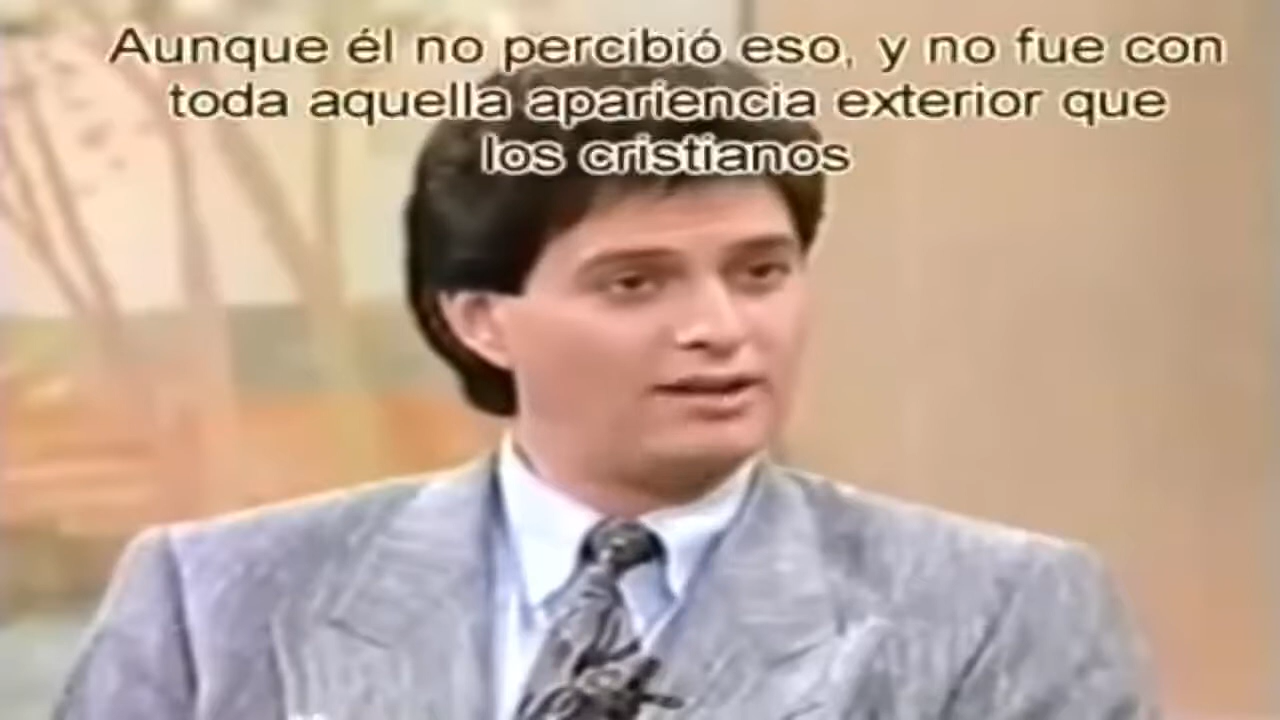 Aunque él no percibió eso, y no fue con
toda aquella apariencia exterior que
los cristianos